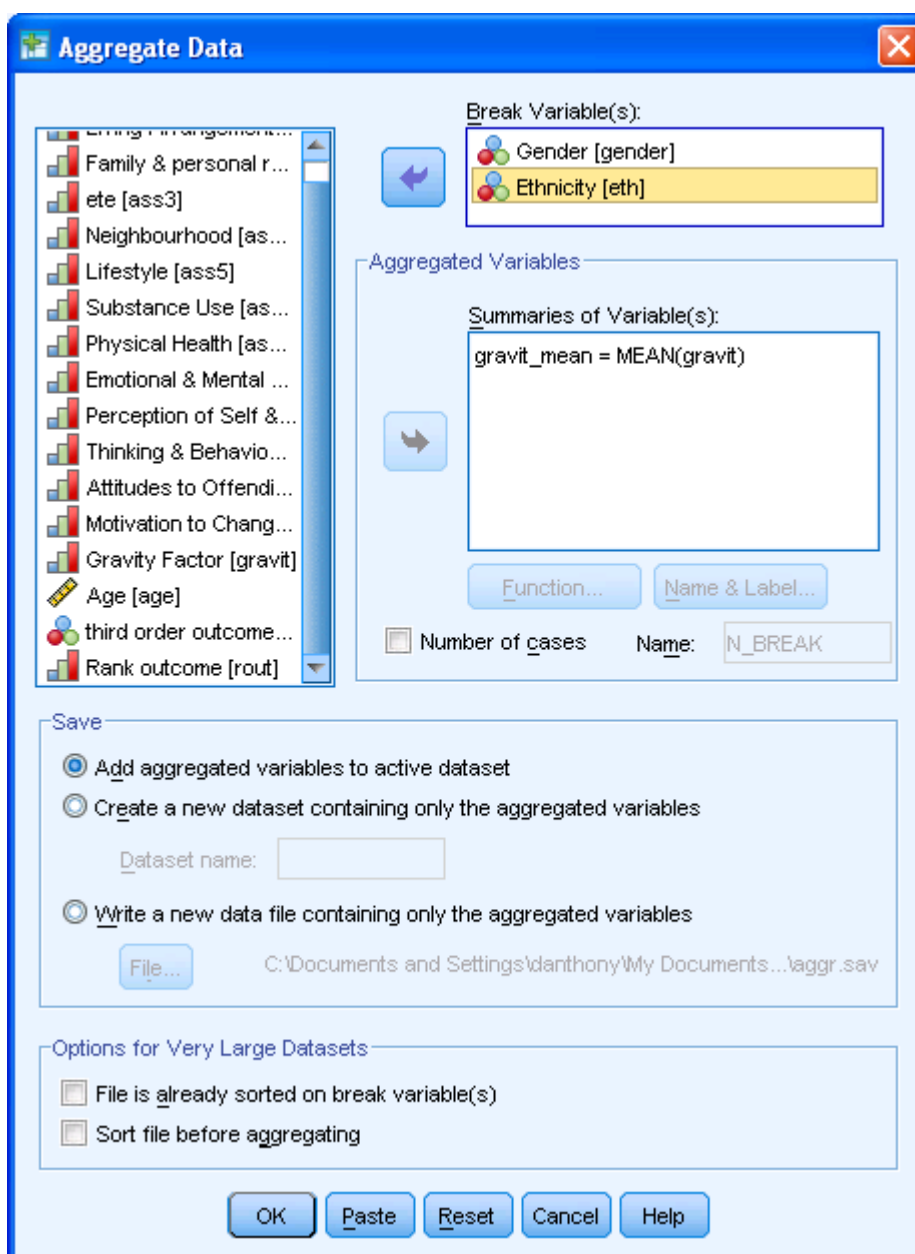 Aggregate Data
Break Variable(s):
Gender [gender]
Ethnicity [eth]
Family & personal r...
ete [ass3]
Neighbourhood [as...
Lifestyle [ass5]
Substance Use [as...
Physical Health [as...
Emotional & Mental ...
Perception of Self &...
Thinking & Behavio...
Attitudes to Offendi...
Motivation to Chang...
Gravity Factor [gravit]
Age [age]
third order outcome...
Rank outcome [rout]
Aggregated Variables
Summaries of Variable(s):
gravit_mean = MEAN(gravit)
Function...
Name & Label...
Number of cases
Name:
N_BREAK
Save
Add aggregated variables to active dataset
Create a new dataset containing only the aggregated variables
Dataset name:
Write a new data file containing only the aggregated variables
File...
C:\Documents and Settings\danthony\My Documents...\aggr.sav
Options for Very Large Datasets
File is already sorted on break variable(s)
Sort file before aggregating
OK
Paste
Reset
Cancel
Help